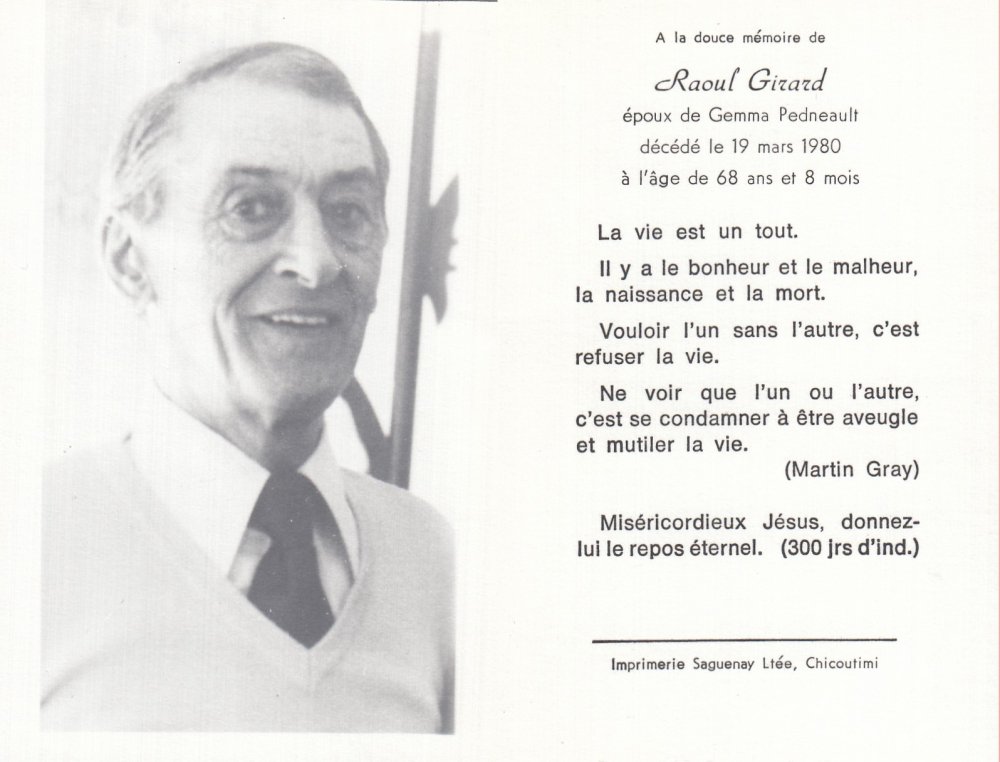 A la douce mémoire de
Raoul Girard
époux de Gemma Pedneault
décédé le 19 mars 1980
à l'âge de 68 ans et 8 mois
La vie est un tout.
Il y a le bonheur et le malheur,
la naissance et la mort.
Vouloir l'un sans l'autre, c'est
refuser la vie.
Ne voir que l'un ou l'autre,
c'est se condamner à être aveugle
et mutiler la vie.
(Martin Gray)
Miséricordieux Jésus, donnez-
lui le repos éternel. (300 jrs d'ind.)
Imprimerie Saguenay Ltée, Chicoutimi